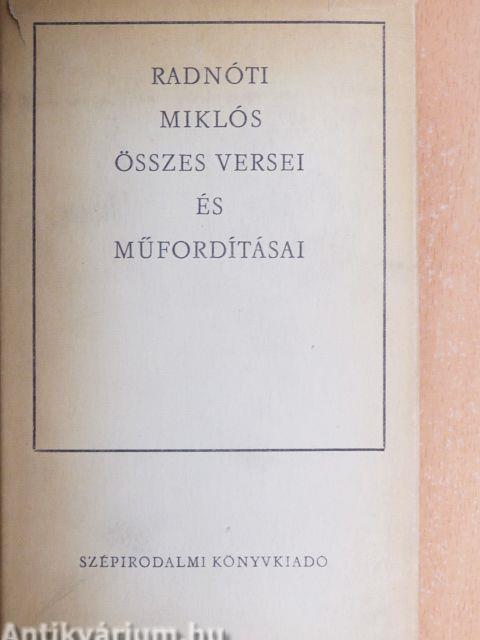 RADNÓTI
MIKLÓS
ÖSSZES VERSEI
ÉS
MŰFORDÍTÁSAI
SZÉPIRODALMI KÖNYVKIADÓ
Antikvárium.hu